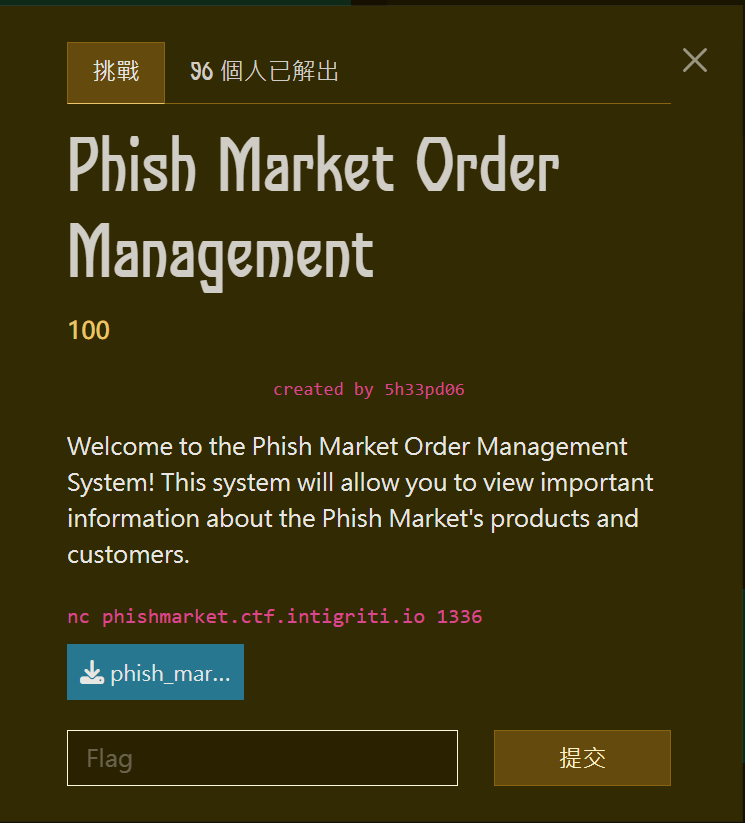 挑戰 96 個人已解出
Phish Market Order
Management
100
created by 5h33pd06
Welcome to the Phish Market Order Management
System! This system will allow you to view important
information about the Phish Market's products and
customers.
nc phishmarket.ctf.intigriti.io 1336
phish_mar...
Flag 提交